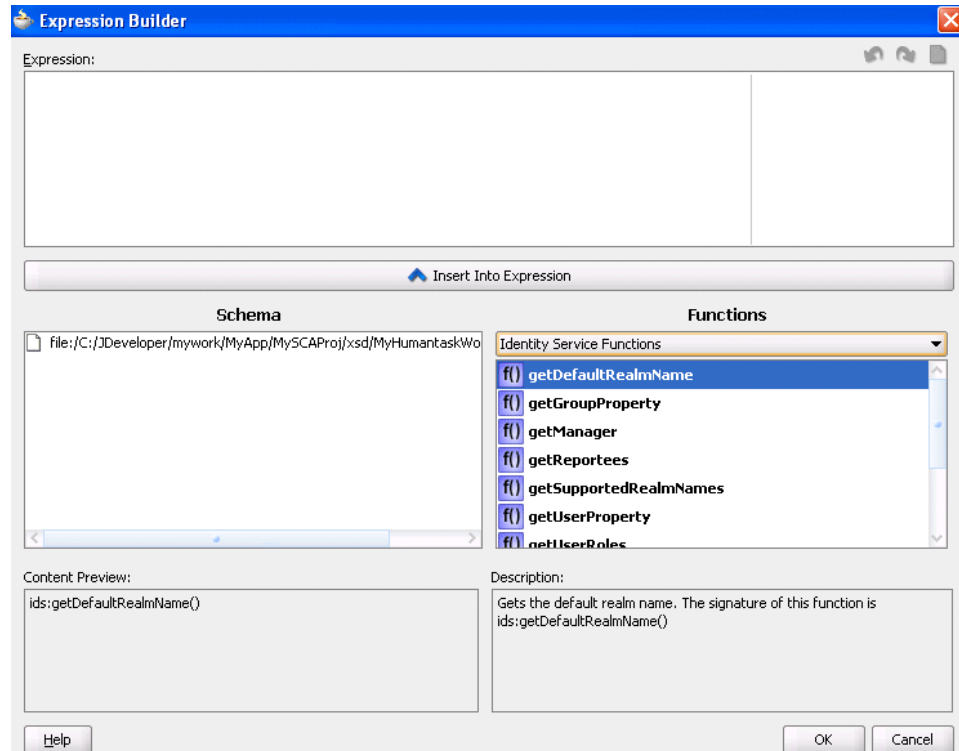 Expression Builder
Expression:
Insert Into Expression
Schema
Functions
file:/C:/JDeveloper/mywork/MyApp/MySCAProj/xsd/MyHumantaskWo
Identity Service Functions
f() getDefaultRealmName
f() getGroupProperty
f() getManager
f() getReportees
f() getSupportedRealmNames
f() getUserProperty
f() getUserRoles
Content Preview:
ids:getDefaultRealmName()
Description:
Gets the default realm name. The signature of this function is
ids:getDefaultRealmName()
Help
OK
Cancel